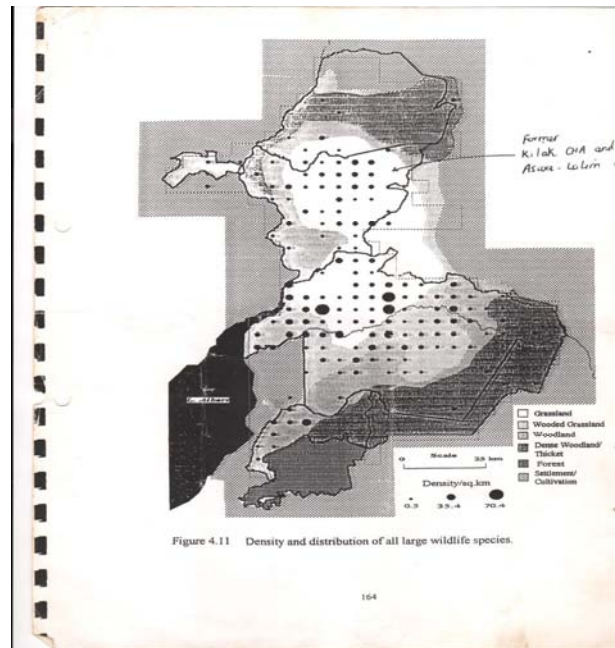 Former
Kilak CHA and
Aswa-Lolim
Grassland
Wooded Grassland
Woodland
Dense Woodland/
Thicket
Forest
Settlement/
Cultivation
Scale
0 25 km
Density/sq.km
0.5 35.4 70.4
Figure 4.11 Density and distribution of all large wildlife species.
164